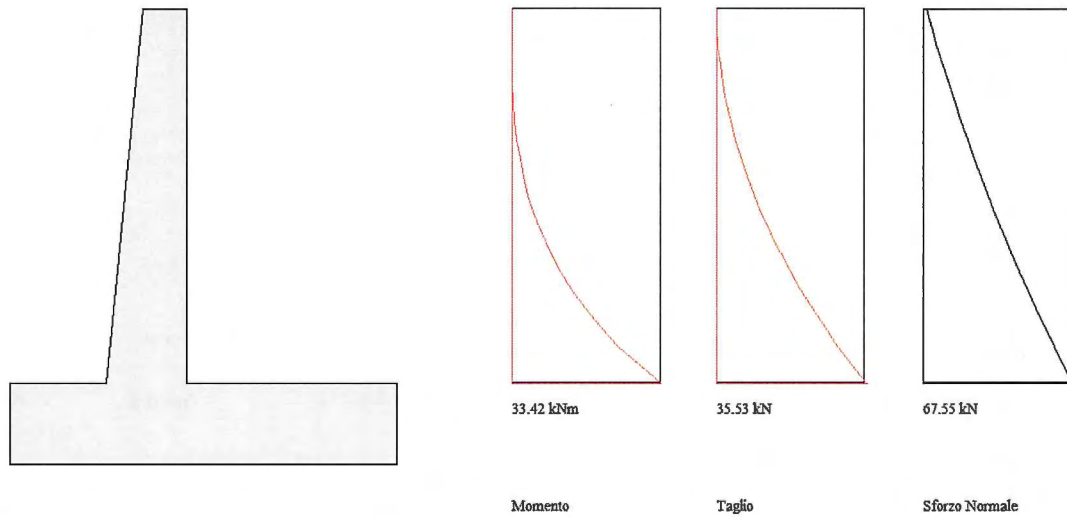 33.42 kNm
35.53 kN
67.55 kN
Momento
Taglio
Sforzo Normale